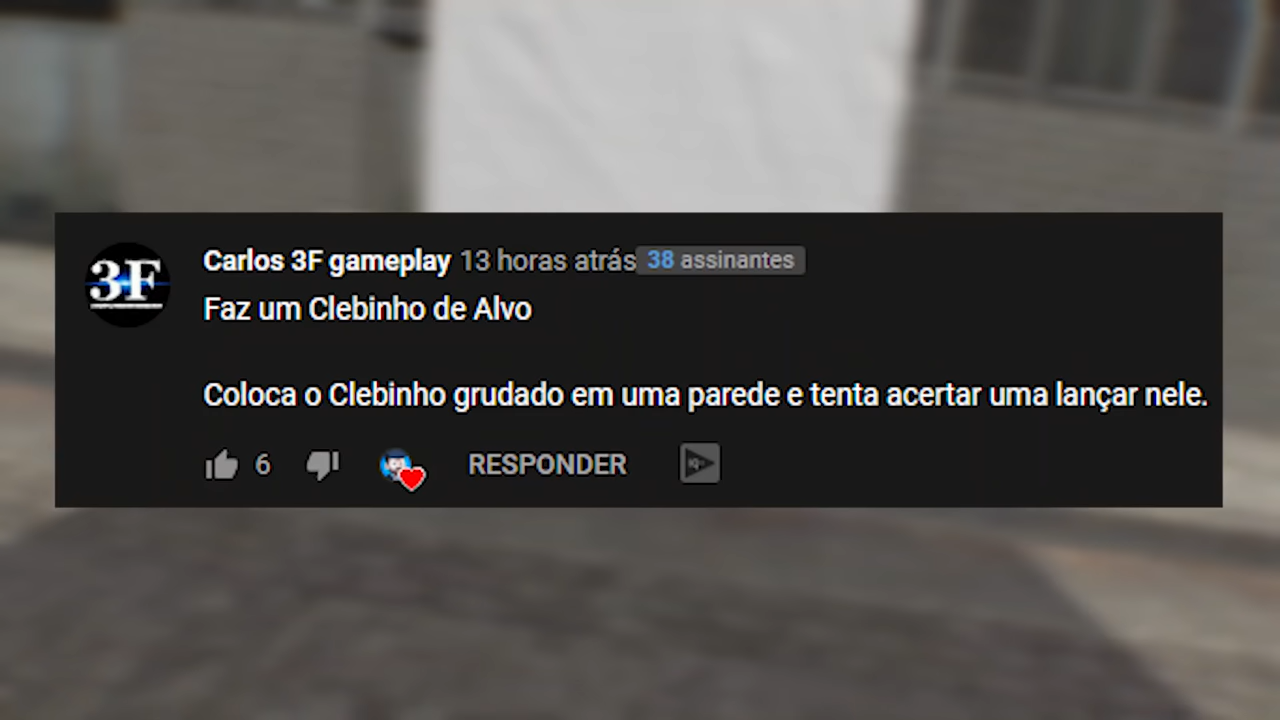 3F
Carlos 3F gameplay 13 horas atrás 38 assinantes
Faz um Clebinho de Alvo
Coloca o Clebinho grudado em uma parede e tenta acertar uma lançar nele.
6 RESPONDER